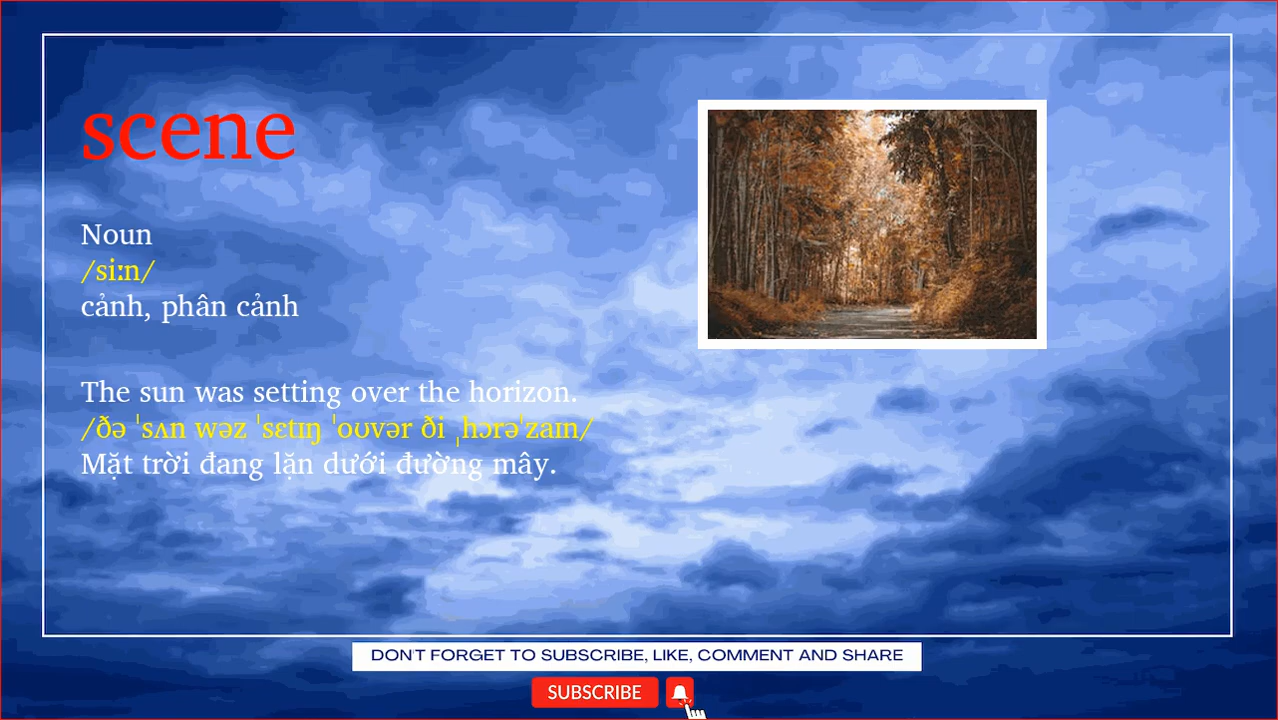 scene
Noun
/siːn/
cảnh, phân cảnh
The sun was setting over the horizon.
/ðə ˈsʌn wəz ˈsɛtɪŋ ˈoʊvər ði ˌhɔrəˈzaɪn/
Mặt trời đang lặn dưới đường mây.
DON'T FORGET TO SUBSCRIBE, LIKE, COMMENT AND SHARE
SUBSCRIBE